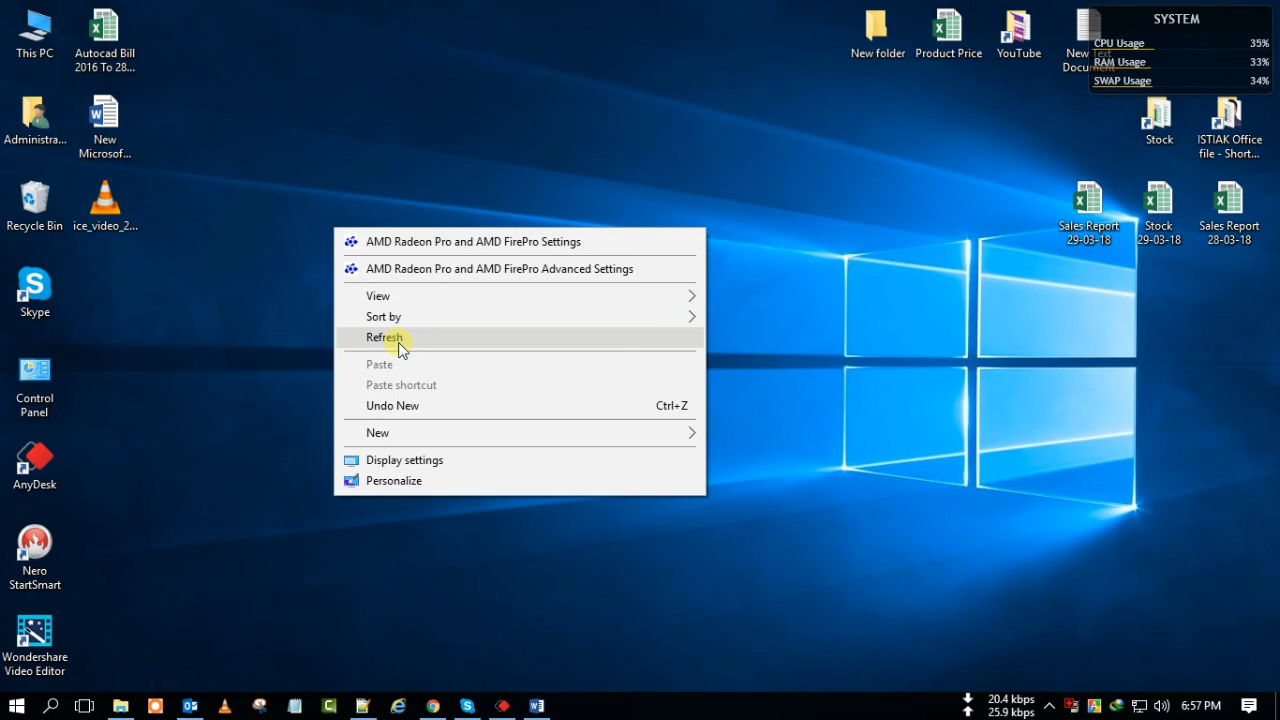 This PC
Autocad Bill
2016 To 28...
New folder
Product Price
YouTube
New Text
Docum
SYSTEM
CPU Usage 35%
RAM Usage 33%
SWAP Usage 34%
Administra...
New
Microsof...
Stock
ISTIAK Office
file - Short...
Recycle Bin
ice_video_2...
Sales Report
29-03-18
Stock
29-03-18
Sales Report
28-03-18
AMD Radeon Pro and AMD FirePro Settings
AMD Radeon Pro and AMD FirePro Advanced Settings
View
Sort by
Refresh
Paste
Paste shortcut
Undo New Ctrl+Z
New
Display settings
Personalize
Skype
Control
Panel
AnyDesk
Nero
StartSmart
Wondershare
Video Editor
20.4 kbps
25.9 kbps
6:57 PM